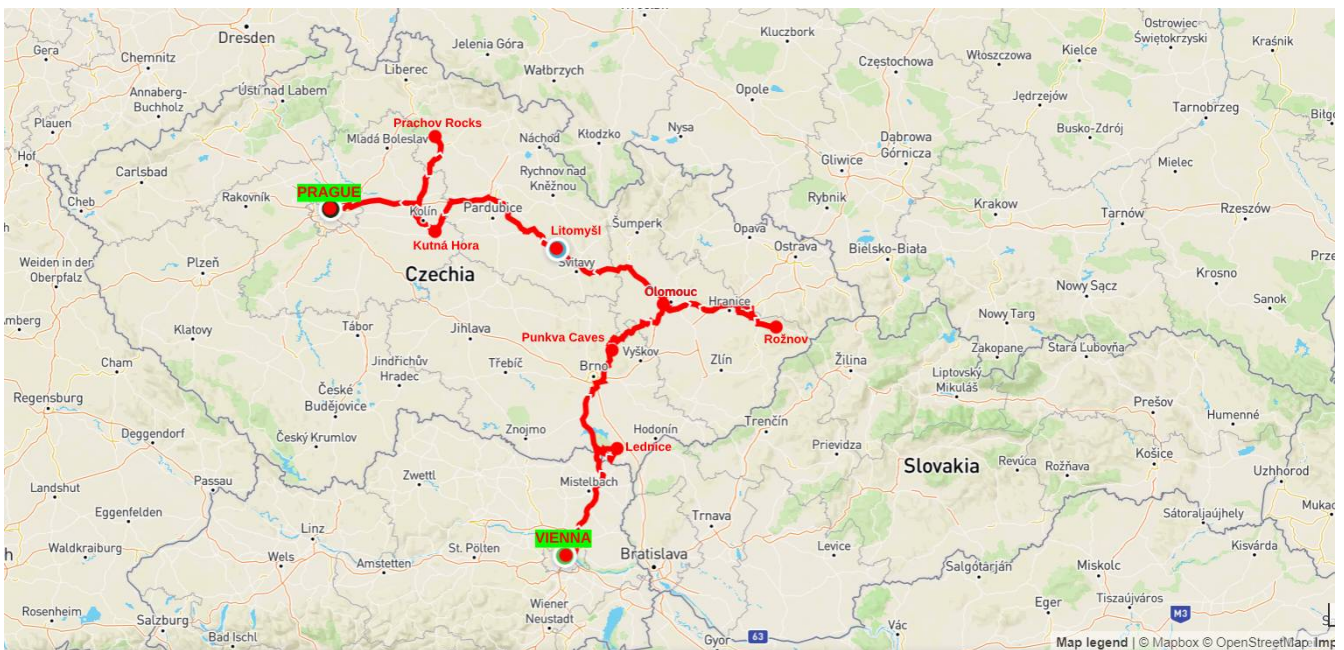 Wrocław
Dresden
Gera
Chemnitz
Jelenia Góra
Kluczbork
Częstochowa
Włoszczowa
Kielce
Ostrowiec-
Świętokrzyski
Kraśnik
Liberec
Wałbrzych
Annaberg-
Buchholz
Ústí nad Labem
Opole
Jędrzejów
Tarnobrzeg
Plauen
Prachov Rocks
Mladá Boleslav
Náchod
Kłodzko
Nysa
Dąbrowa
Górnicza
Busko-Zdrój
Hof
Gliwice
Mielec
Carlsbad
Rychnov nad
Kněžnou
Cheb
Rakovník
PRAGUE
Rybnik
Krakow
Tarnów
Rzeszów
Kolín
Pardubice
Šumperk
Opava
Kutná Hora
Litomyšl
Ostrava
Bielsko-Biała
Weiden in der
Oberpfalz
Plzeň
Svitavy
Krosno
Prze
Czechia
Olomouc
Hranice
Nowy Sącz
Sanok
Amberg
Klatovy
Tábor
Jihlava
Punkva Caves
Vyškov
Rožnov
Nowy Targ
Zakopane
Stará Ľubovňa
Cham
Jindřichův
Hradec
Třebíč
Brno
Zlín
Žilina
Liptovský
Mikuláš
Regensburg
České
Budějovice
Prešov
Humenné
Deggendorf
Český Krumlov
Znojmo
Hodonín
Trenčín
Prievidza
Lednice
Slovakia
Revúca
Rožňava
Košice
Uzhhorod
Landshut
Passau
Zwettl
Mistelbach
Eggenfelden
Trnava
Sátoraljaújhely
Mukac
Linz
VIENNA
Waldkraiburg
Wels
Amstetten
St. Pölten
Bratislava
Levice
Salgótarján
Miskolc
Kisvárda
Rosenheim
Salzburg
Bad Ischl
Wiener
Neustadt
Eger
Tiszaújváros
M3
Gyor
63
Vác
Map legend | © Mapbox © OpenStreetMap Imp